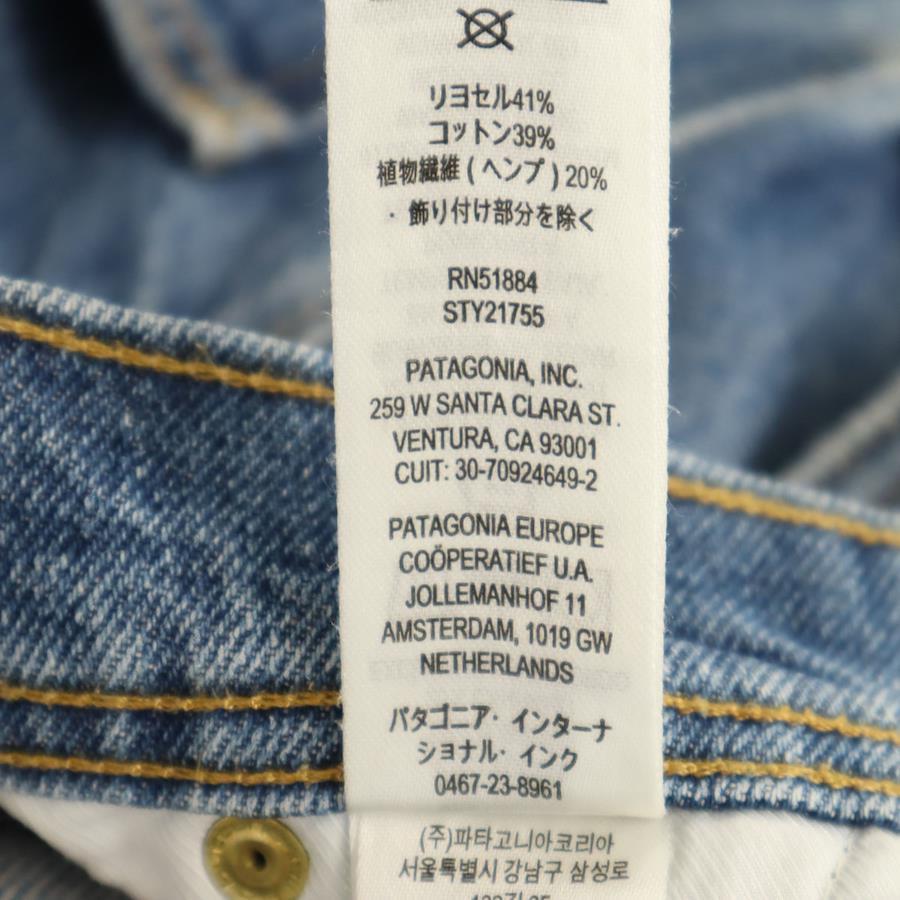 リヨセル41%
コットン39%
植物繊維 ( ヘンプ ) 20%
・ 飾り付け部分を除く
RN51884
STY21755
PATAGONIA, INC.
259 W SANTA CLARA ST.
VENTURA, CA 93001
CUIT: 30-70924649-2
PATAGONIA EUROPE
COÖPERATIEF U.A.
JOLLEMANHOF 11
AMSTERDAM, 1019 GW
NETHERLANDS
パタゴニア・ インターナ
ショナル・ インク
0467-23-8961
(주)파타고니아코리아
서울특별시 강남구 삼성로